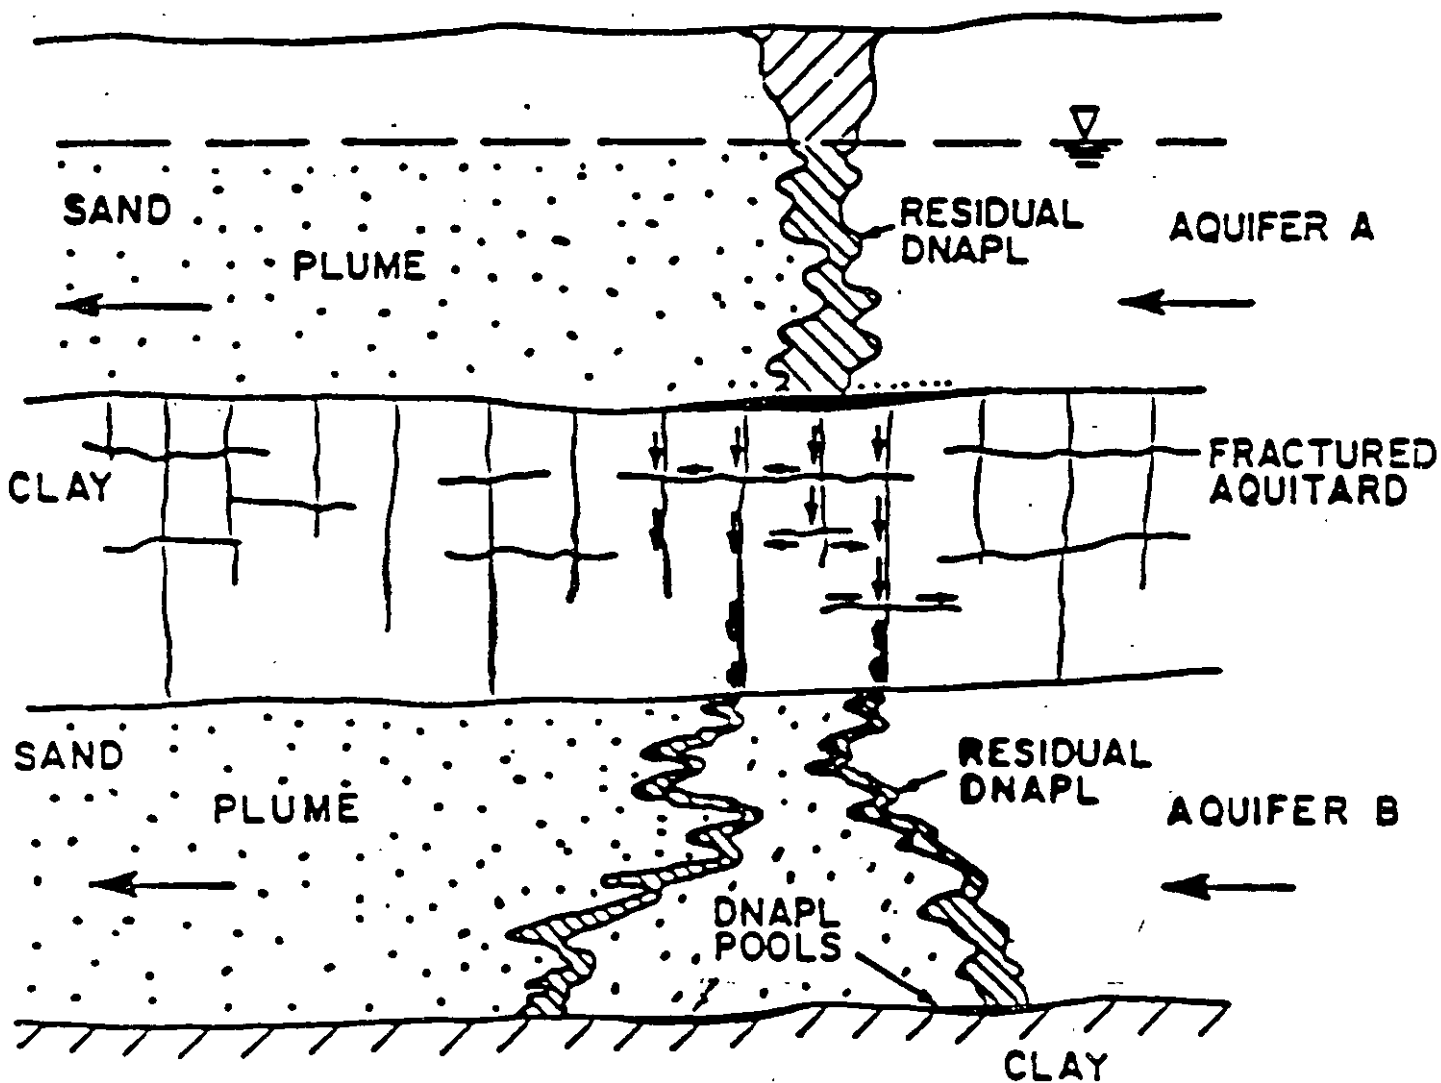 SAND
PLUME
RESIDUAL
DNAPL
AQUIFER A
CLAY
FRACTURED
AQUITARD
SAND
PLUME
RESIDUAL
DNAPL
AQUIFER B
DNAPL
POOLS
CLAY